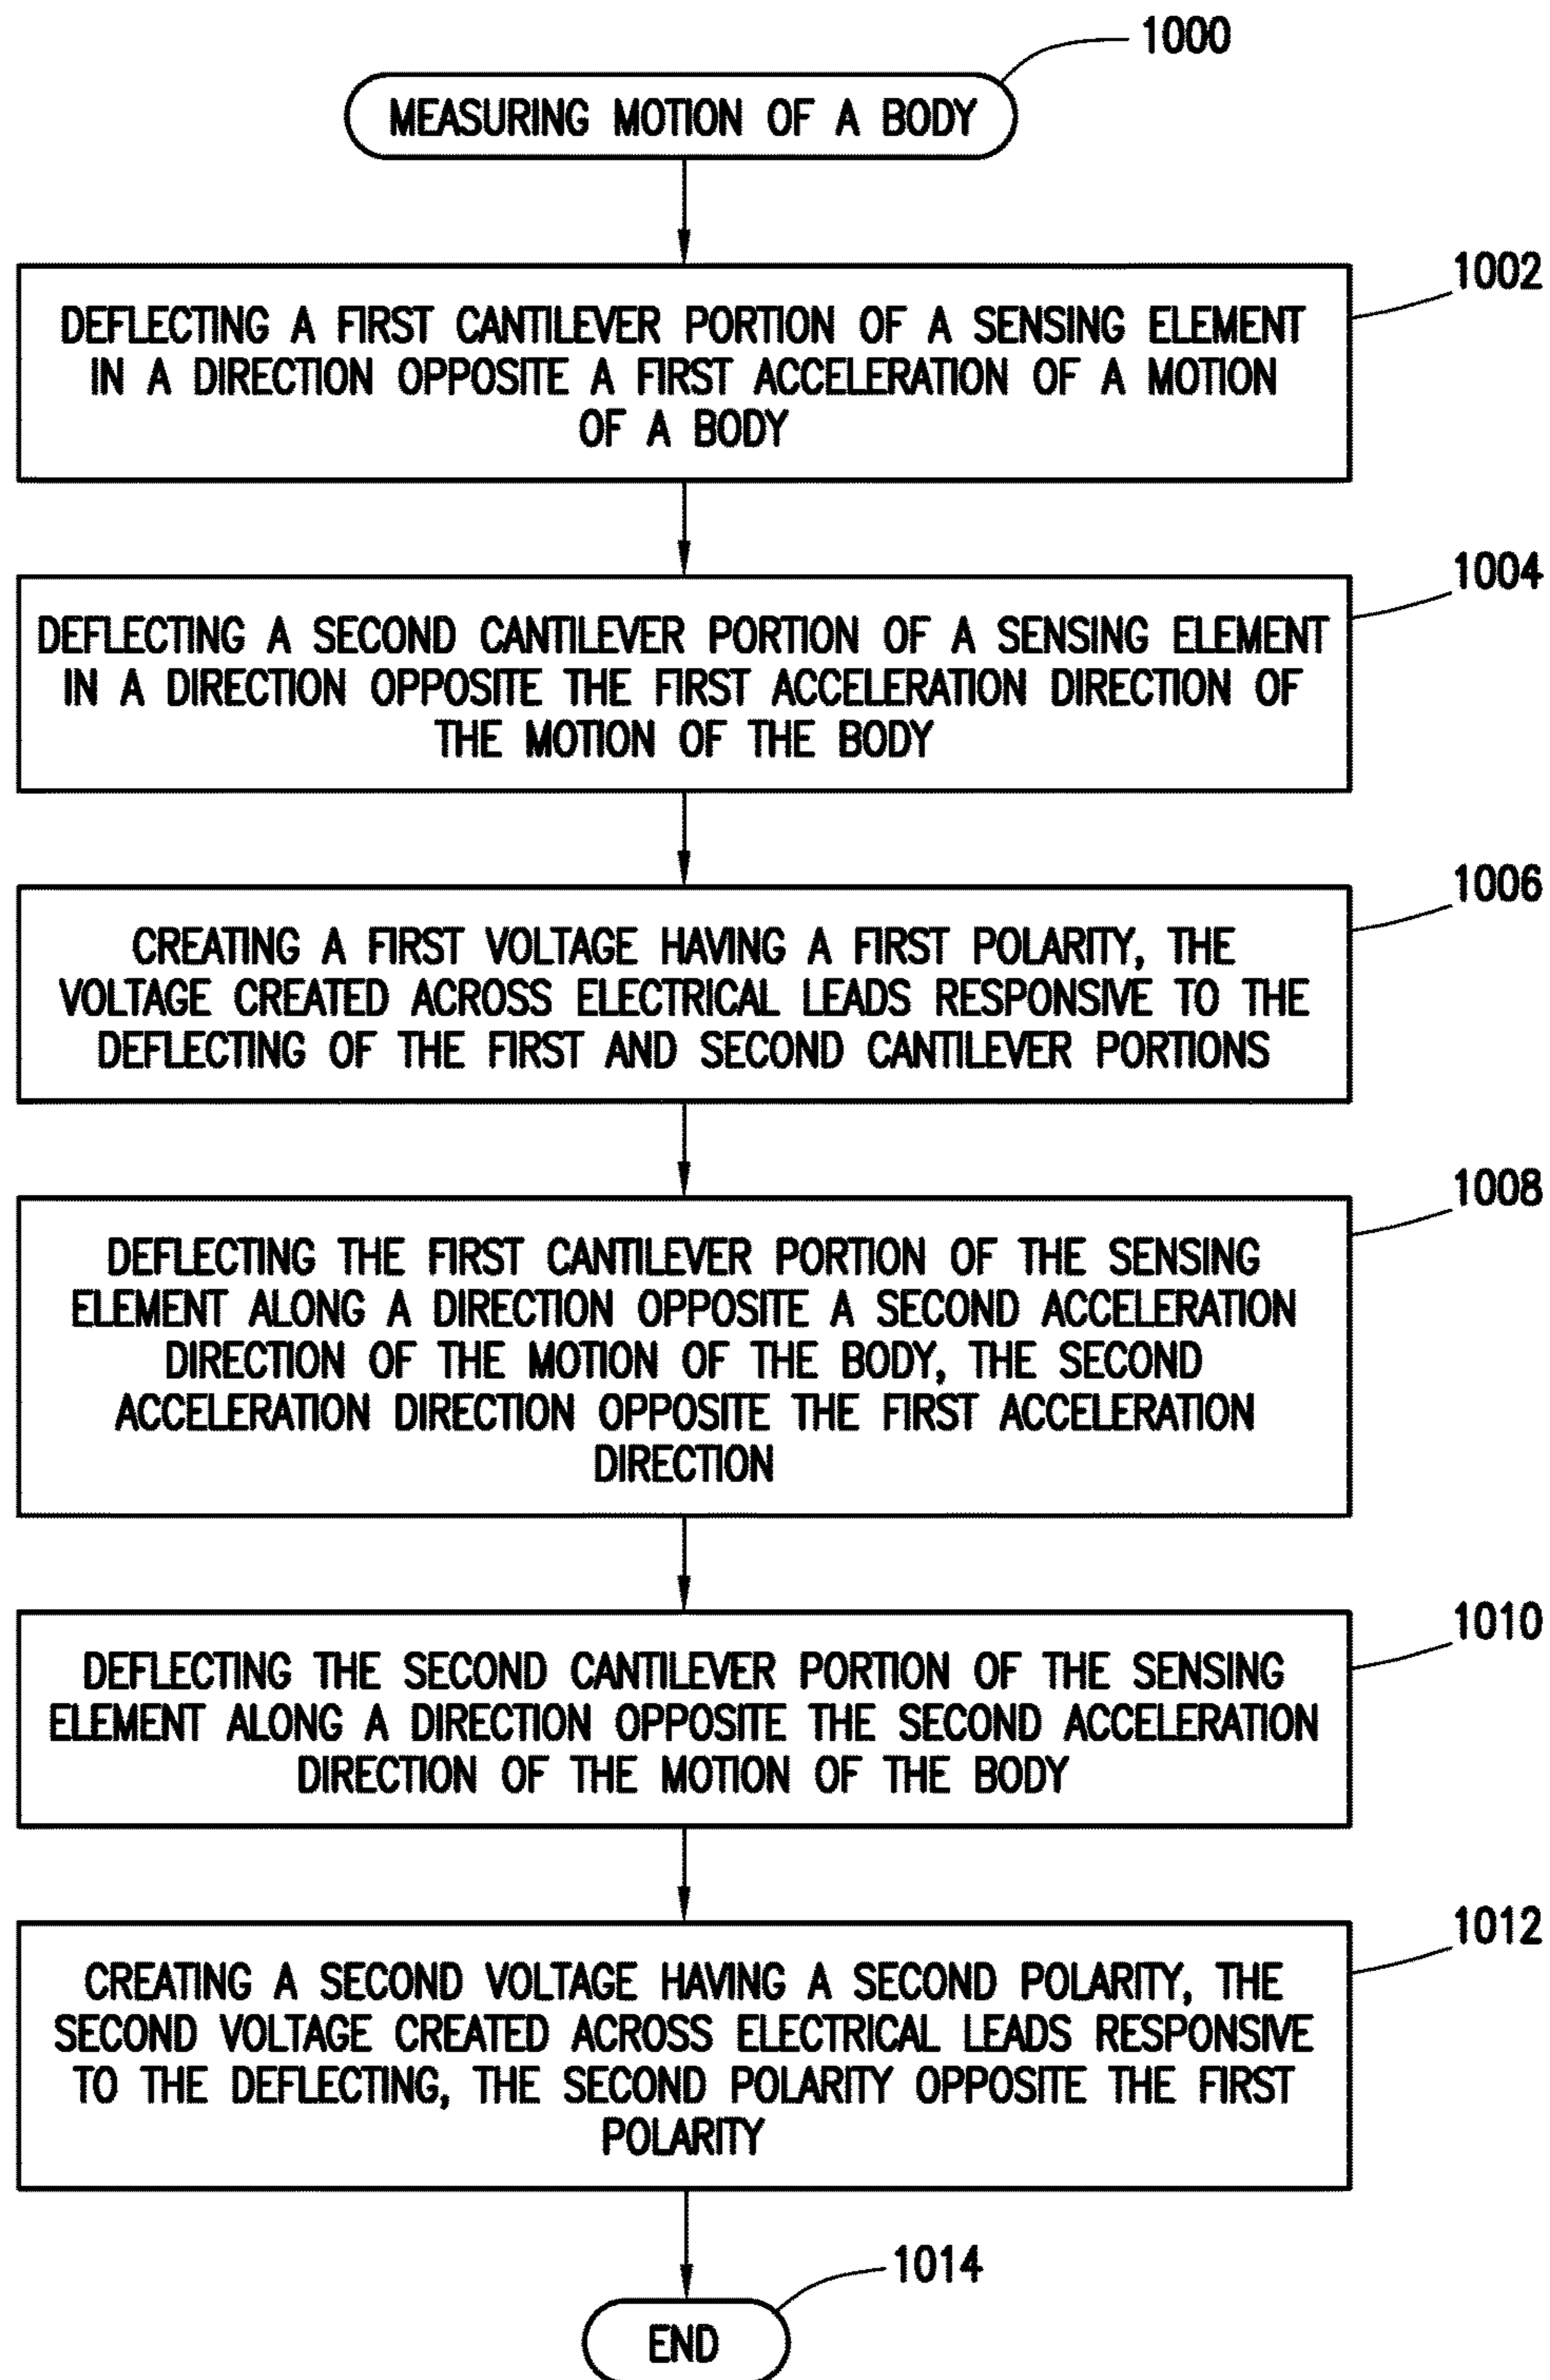 1000
MEASURING MOTION OF A BODY
1002
DEFLECTING A FIRST CANTILEVER PORTION OF A SENSING ELEMENT
IN A DIRECTION OPPOSITE A FIRST ACCELERATION OF A MOTION
OF A BODY
1004
DEFLECTING A SECOND CANTILEVER PORTION OF A SENSING ELEMENT
IN A DIRECTION OPPOSITE THE FIRST ACCELERATION DIRECTION OF
THE MOTION OF THE BODY
1006
CREATING A FIRST VOLTAGE HAVING A FIRST POLARITY, THE
VOLTAGE CREATED ACROSS ELECTRICAL LEADS RESPONSIVE TO THE
DEFLECTING OF THE FIRST AND SECOND CANTILEVER PORTIONS
1008
DEFLECTING THE FIRST CANTILEVER PORTION OF THE SENSING
ELEMENT ALONG A DIRECTION OPPOSITE A SECOND ACCELERATION
DIRECTION OF THE MOTION OF THE BODY, THE SECOND
ACCELERATION DIRECTION OPPOSITE THE FIRST ACCELERATION
DIRECTION
1010
DEFLECTING THE SECOND CANTILEVER PORTION OF THE SENSING
ELEMENT ALONG A DIRECTION OPPOSITE THE SECOND ACCELERATION
DIRECTION OF THE MOTION OF THE BODY
1012
CREATING A SECOND VOLTAGE HAVING A SECOND POLARITY, THE
SECOND VOLTAGE CREATED ACROSS ELECTRICAL LEADS RESPONSIVE
TO THE DEFLECTING, THE SECOND POLARITY OPPOSITE THE FIRST
POLARITY
1014
END